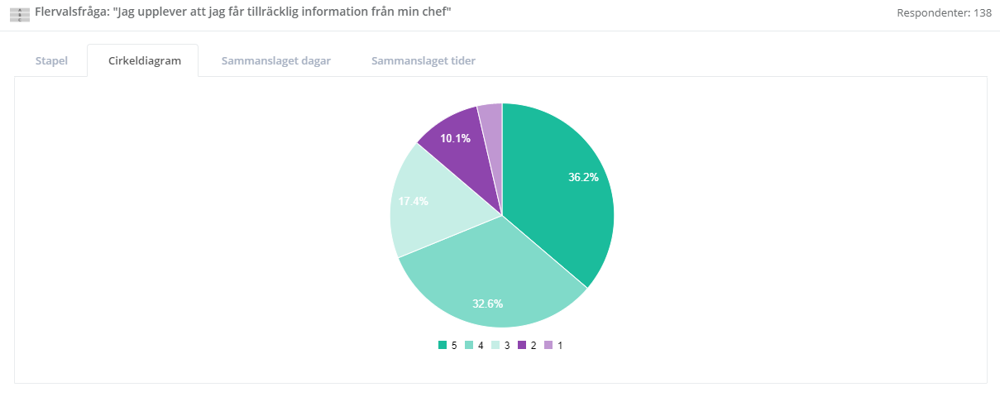 Flervalsfråga: "Jag upplever att jag får tillräcklig information från min chef"
Respondenter: 138
Stapel
Cirkeldiagram
Sammanslaget dagar
Sammanslaget tider
10.1%
36.2%
17.4%
32.6%
5 4 3 2 1